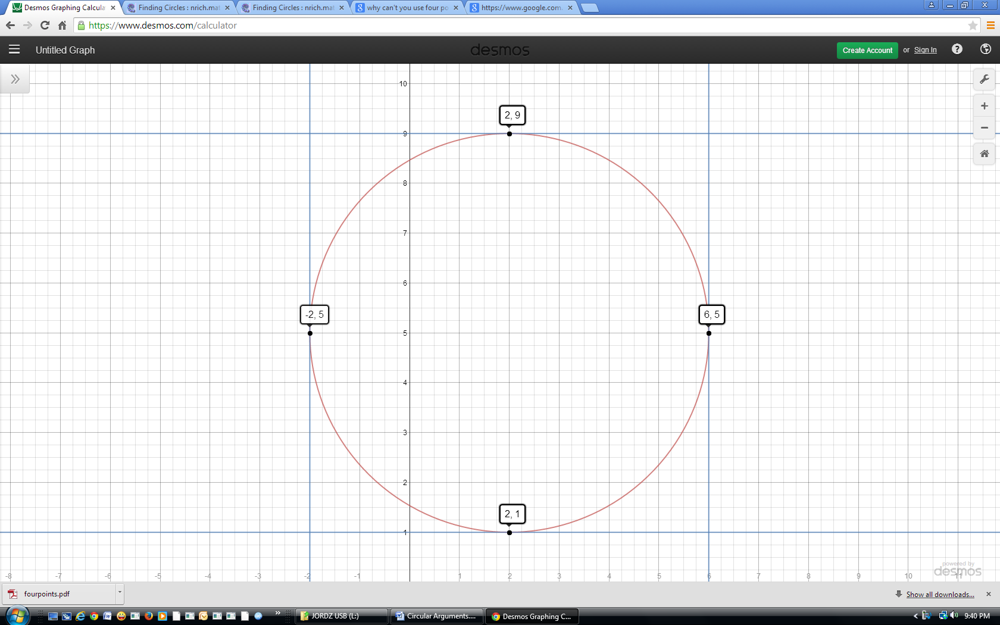 Desmos Graphing Calcula
Finding Circles : nrich.mat
Finding Circles : nrich.mat
why can't you use four po
https://www.google.com.
https://www.desmos.com/calculator
Untitled Graph
desmos
Create Account or Sign In
10
2, 9
9
8
7
6
-2, 5
6, 5
5
4
3
2
2, 1
1
powered by
desmos
-8 -7 -6 -5 -4 -3 -2 -1 1 2 3 4 5 6 7 8 9 10 11
fourpoints.pdf
Show all downloads...
JORDZ USB (L:)
Circular Arguments....
Desmos Graphing C...
9:40 PM